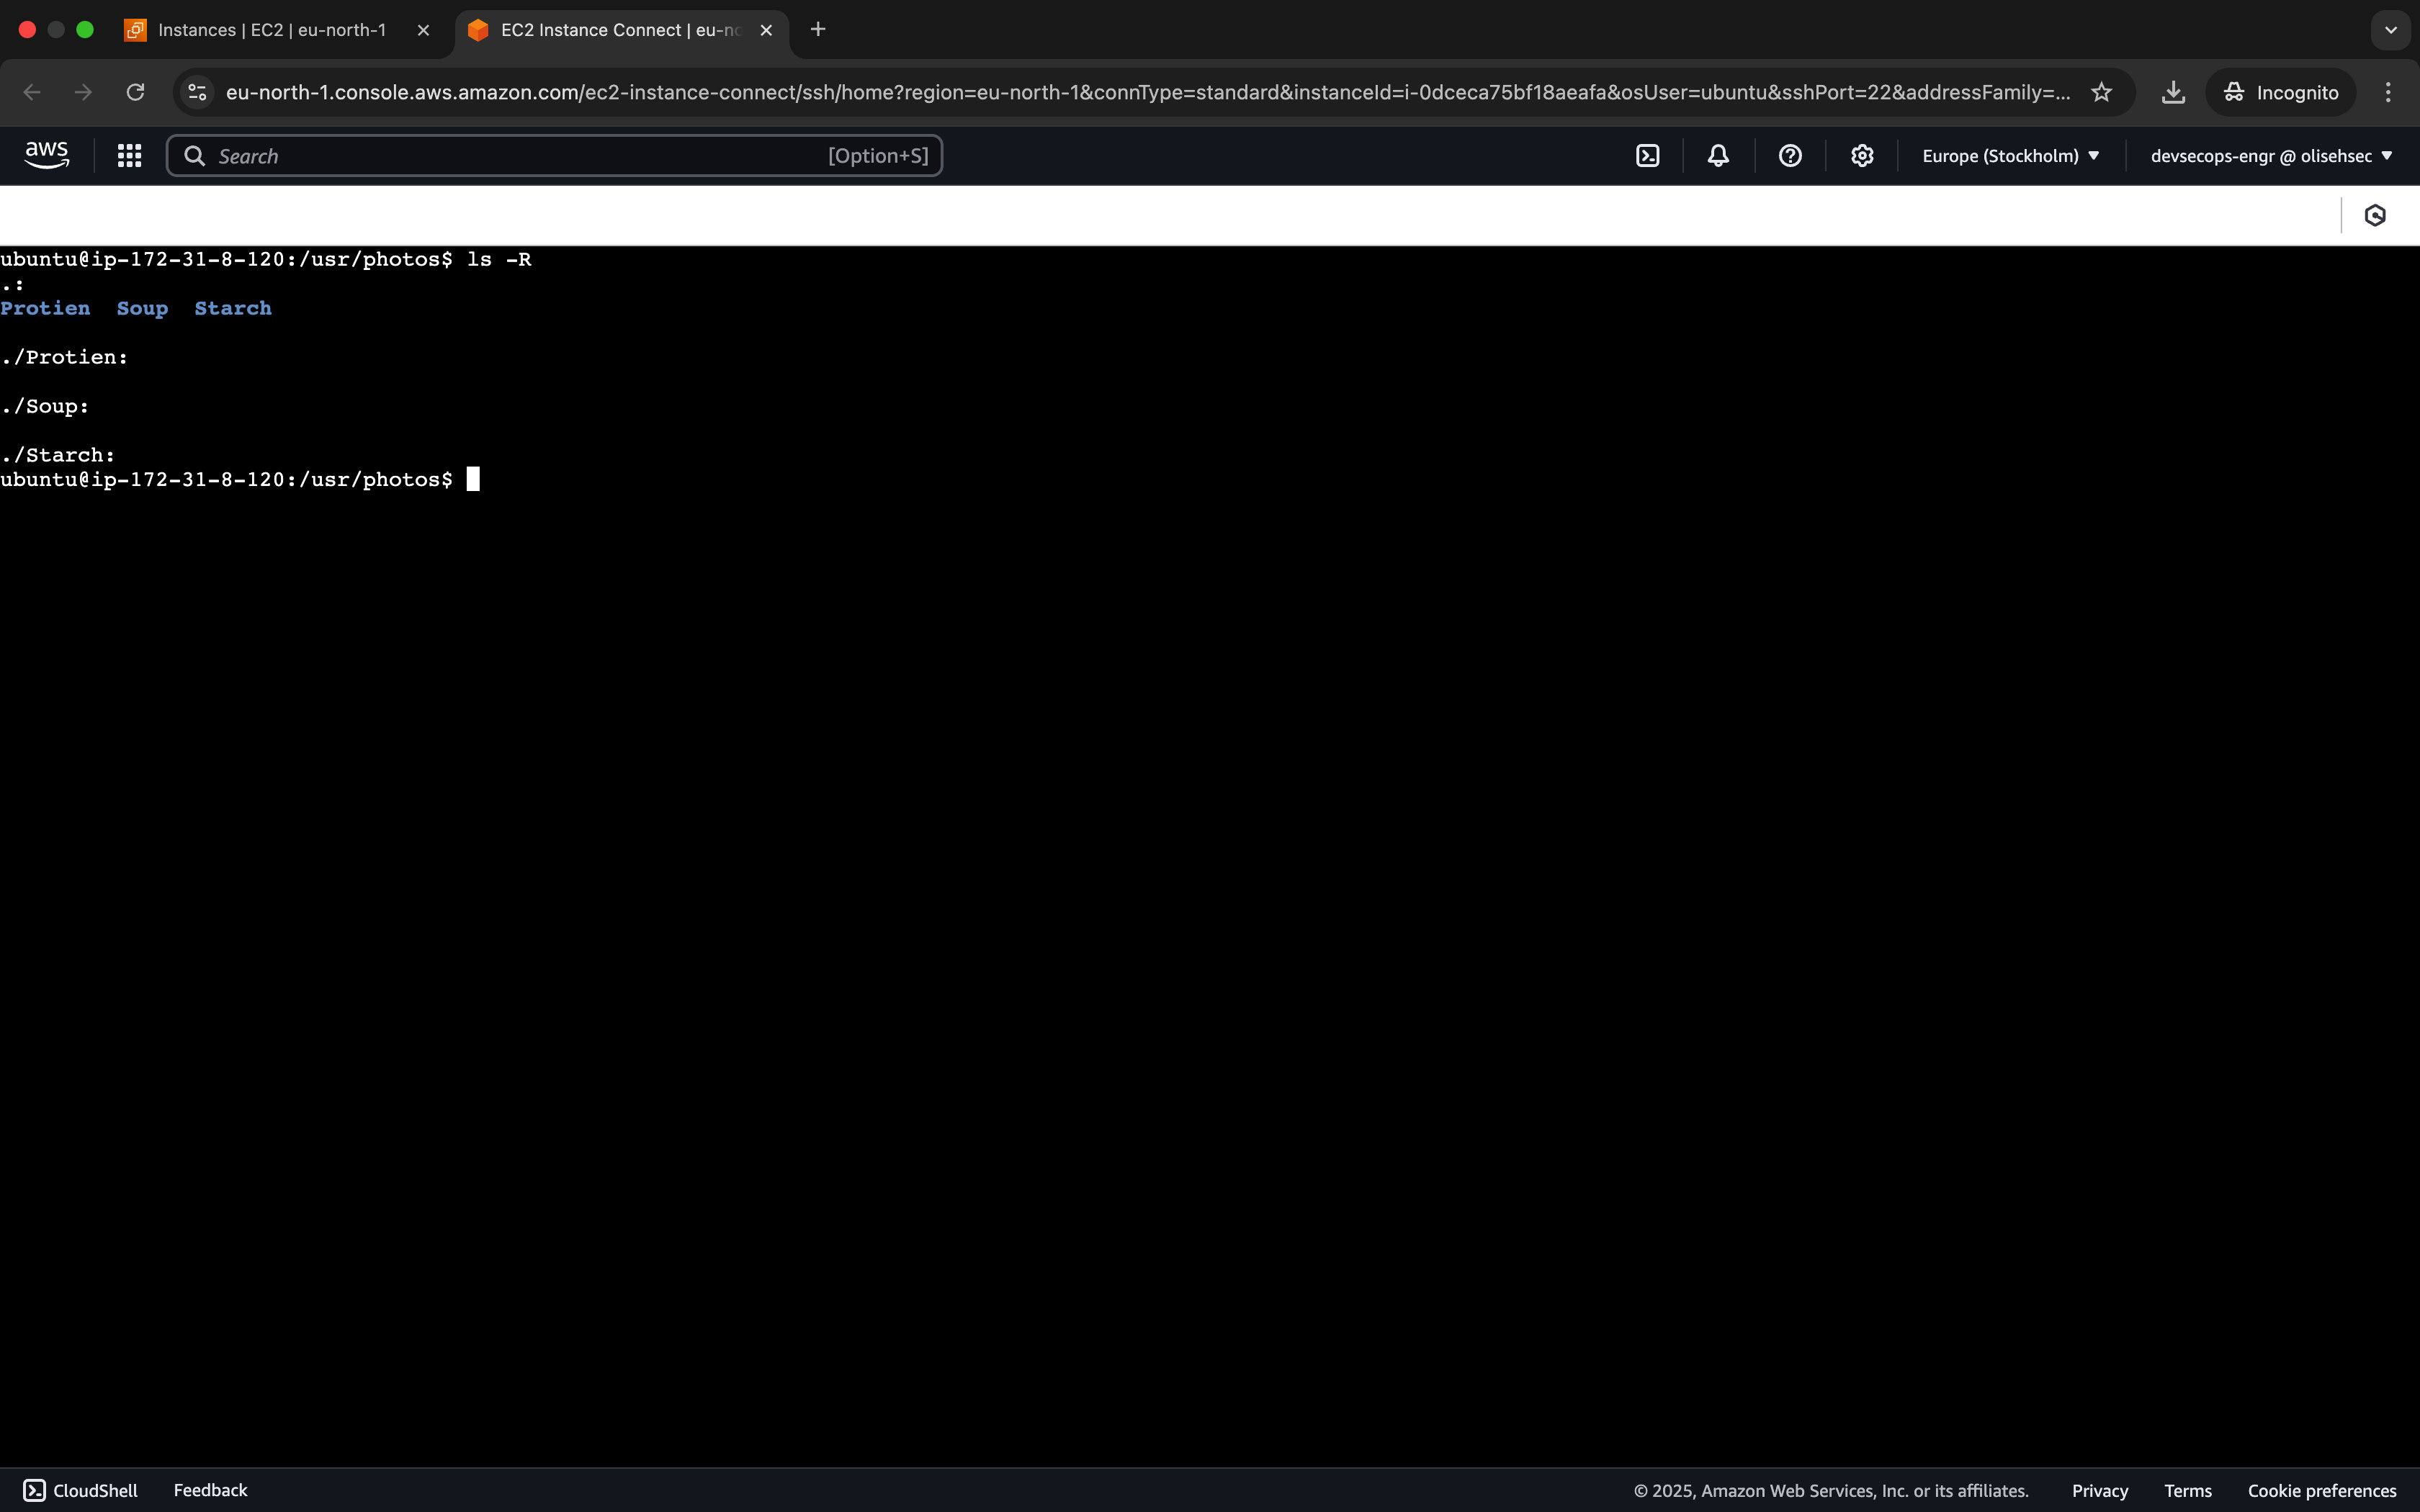 Instances | EC2 | eu-north-1
EC2 Instance Connect | eu-no
eu-north-1.console.aws.amazon.com/ec2-instance-connect/ssh/home?region=eu-north-1&connType=standard&instanceId=i-0dceca75bf18aeafa&osUser=ubuntu&sshPort=22&addressFamily=...
Incognito
aws
Search
[Option+S]
Europe (Stockholm)
devsecops-engr @ olisehsec
ubuntu@ip-172-31-8-120:/usr/photos$ ls -R
.:
Protien  Soup  Starch
./Protien:
./Soup:
./Starch:
ubuntu@ip-172-31-8-120:/usr/photos$
CloudShell
Feedback
© 2025, Amazon Web Services, Inc. or its affiliates.
Privacy
Terms
Cookie preferences